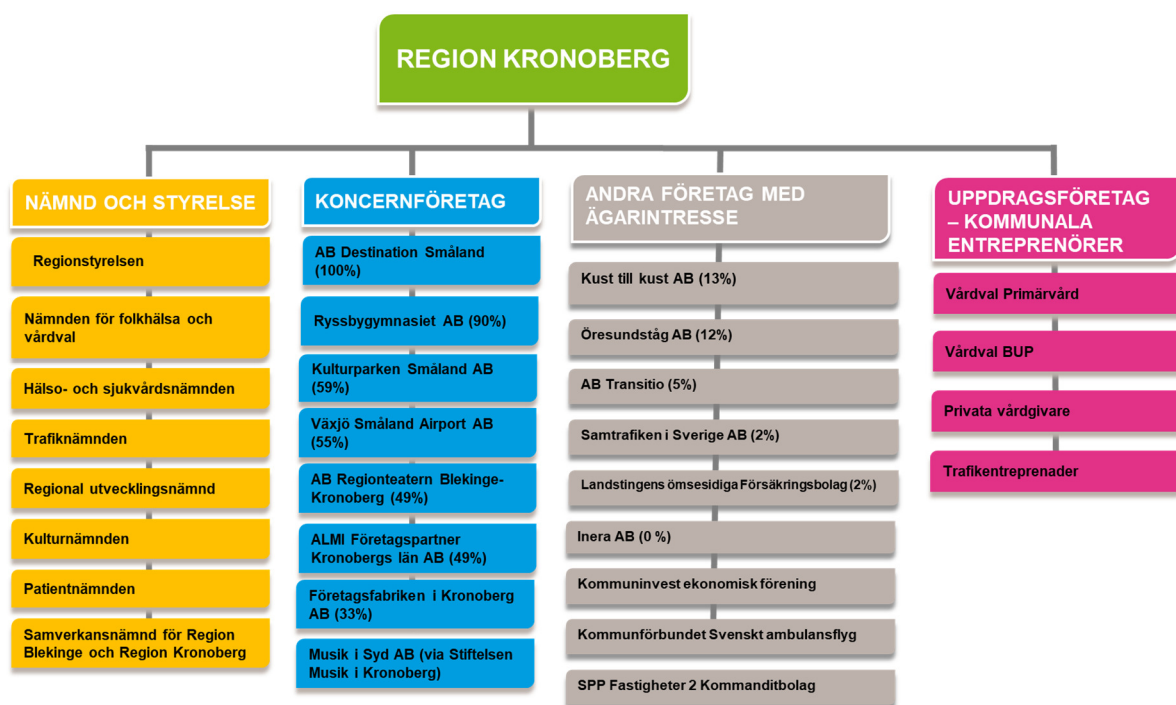 REGION KRONOBERG
NÄMND OCH STYRELSE
Regionstyrelsen
Nämnden för folkhälsa och
vårdval
Hälso- och sjukvårdsnämnden
Trafiknämnden
Regional utvecklingsnämnd
Kulturnämnden
Patientnämnden
Samverkansnämnd för Region
Blekinge och Region Kronoberg
KONCERNFÖRETAG
AB Destination Småland
(100%)
Ryssbygymnasiet AB (90%)
Kulturparken Småland AB
(59%)
Växjö Småland Airport AB
(55%)
AB Regionteatern Blekinge-
Kronoberg (49%)
ALMI Företagspartner
Kronobergs län AB (49%)
Företagsfabriken i Kronoberg
AB (33%)
Musik i Syd AB (via Stiftelsen
Musik i Kronoberg)
ANDRA FÖRETAG MED
ÄGARINTRESSE
Kust till kust AB (13%)
Öresundståg AB (12%)
AB Transitio (5%)
Samtrafiken i Sverige AB (2%)
Landstingens ömsesidiga Försäkringsbolag (2%)
Inera AB (0 %)
Kommuninvest ekonomisk förening
Kommunförbundet Svenskt ambulansflyg
SPP Fastigheter 2 Kommanditbolag
UPPDRAGSFÖRETAG
– KOMMUNALA
ENTREPRENÖRER
Vårdval Primärvård
Vårdval BUP
Privata vårdgivare
Trafikentreprenader